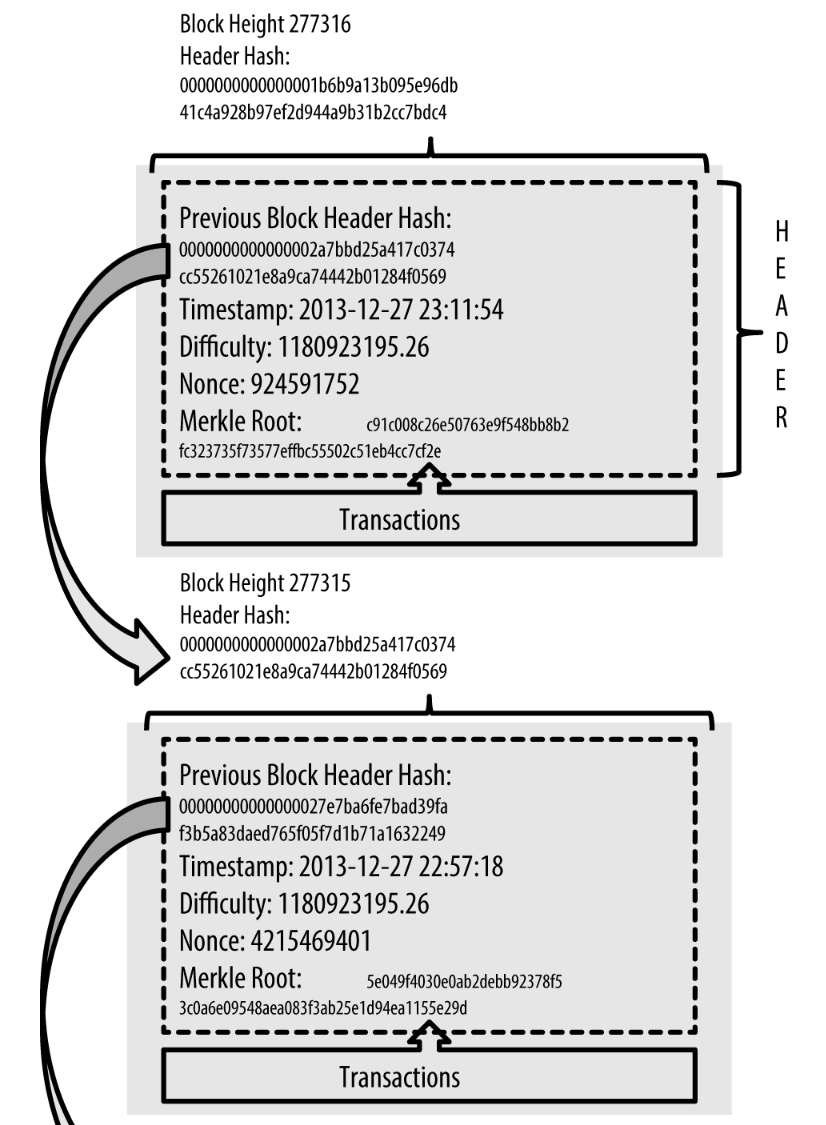 Block Height 277316
Header Hash:
0000000000000001b6b9a13b095e96db
41c4a928b97ef2d944a9b31b2cc7bdc4
Previous Block Header Hash:
0000000000000002a7bbd25a417c0374
cc55261021e8a9ca74442b01284f0569
Timestamp: 2013-12-27 23:11:54
Difficulty: 1180923195.26
Nonce: 924591752
Merkle Root: c91c008c26e50763e9f548bb8b2
fc323735f73577effbc55502c51eb4cc7cf2e
Transactions
HEADER
Block Height 277315
Header Hash:
0000000000000002a7bbd25a417c0374
cc55261021e8a9ca74442b01284f0569
Previous Block Header Hash:
00000000000000027e7ba6fe7bad39fa
f3b5a83daed765f05f7d1b71a1632249
Timestamp: 2013-12-27 22:57:18
Difficulty: 1180923195.26
Nonce: 4215469401
Merkle Root: 5e049f4030e0ab2debb92378f5
3c0a6e09548aea083f3ab25e1d94ea1155e29d
Transactions